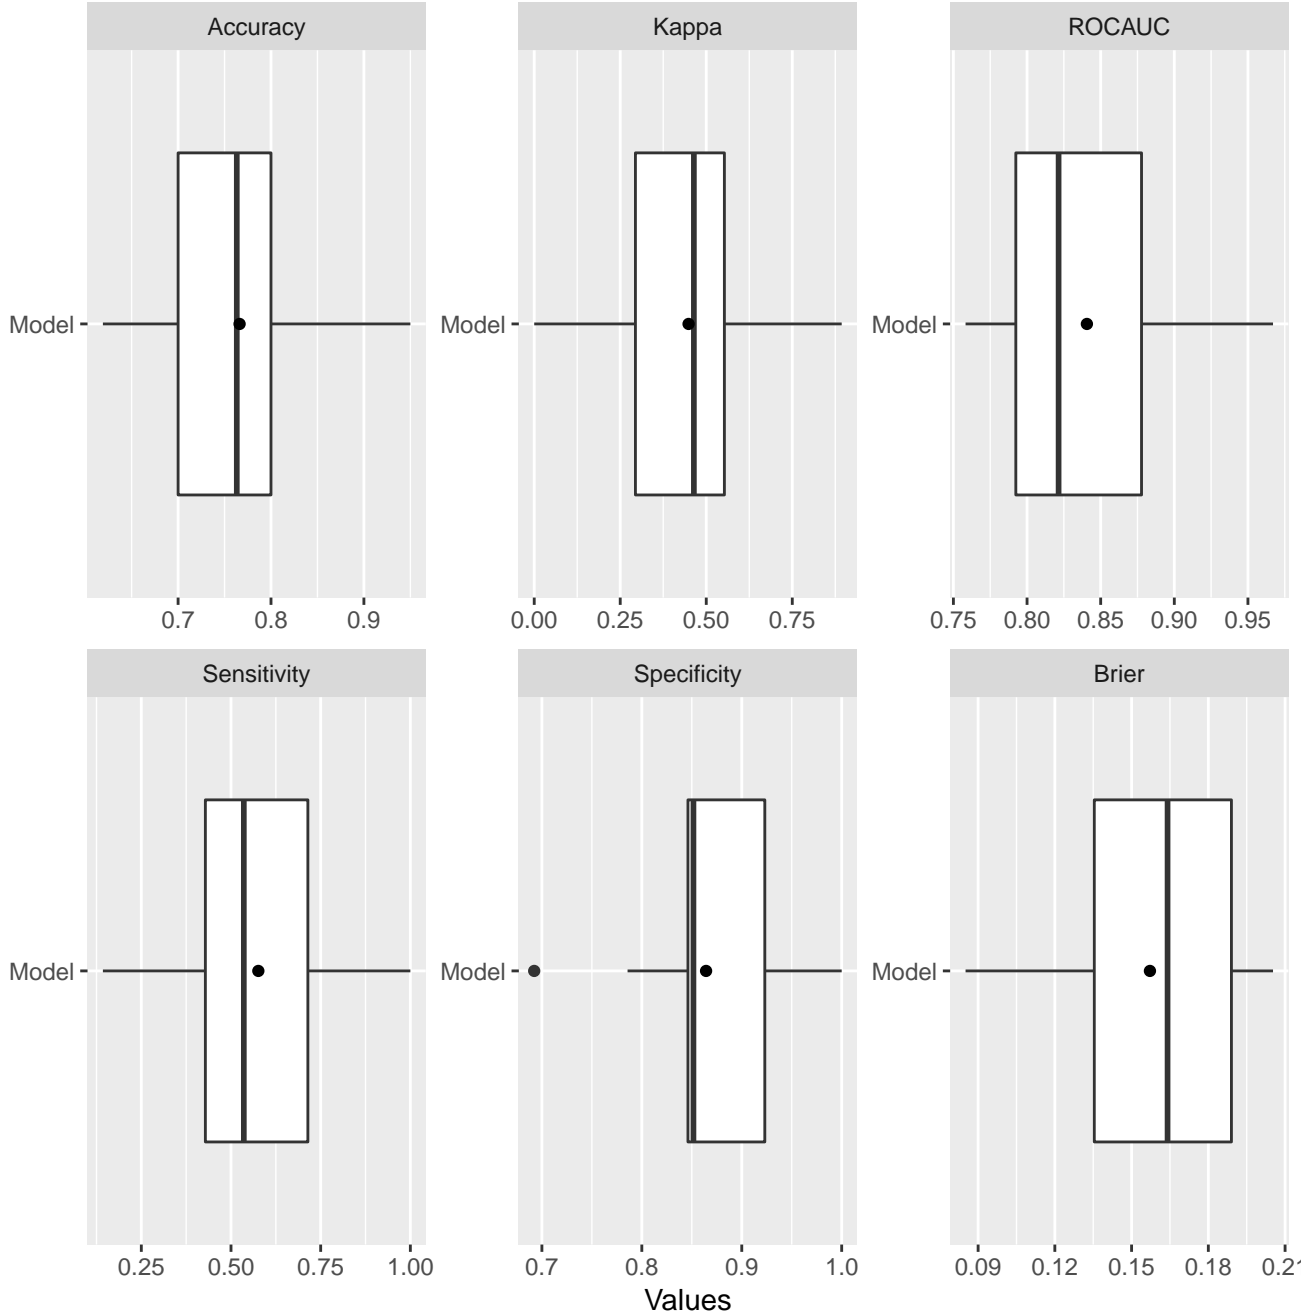 Accuracy Kappa ROCAUC
Model Model Model
0.7 0.8 0.9 0.00 0.25 0.50 0.75 0.75 0.80 0.85 0.90 0.95
Sensitivity Specificity Brier
Model Model Model
0.25 0.50 0.75 1.00 0.7 0.8 0.9 1.0 0.09 0.12 0.15 0.18
Values